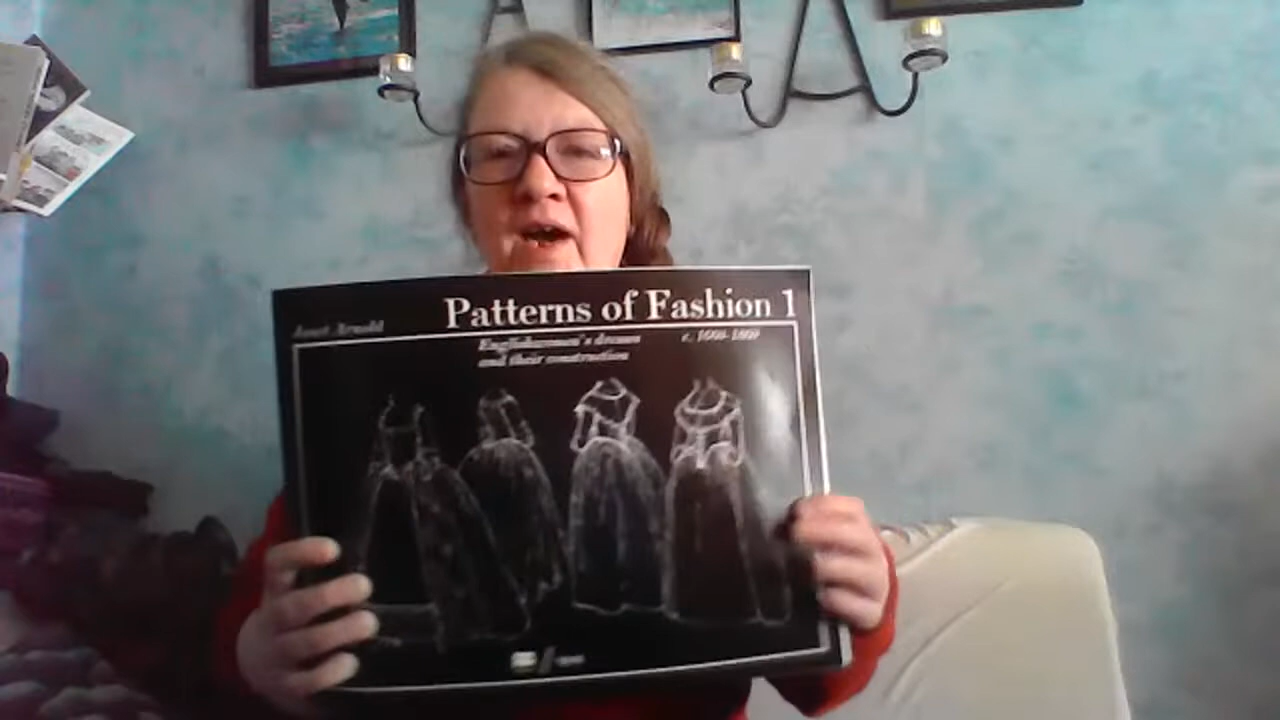 Patterns of Fashion 1
Janet Arnold
Englishwomen's dresses
and their construction
c. 1660-1860